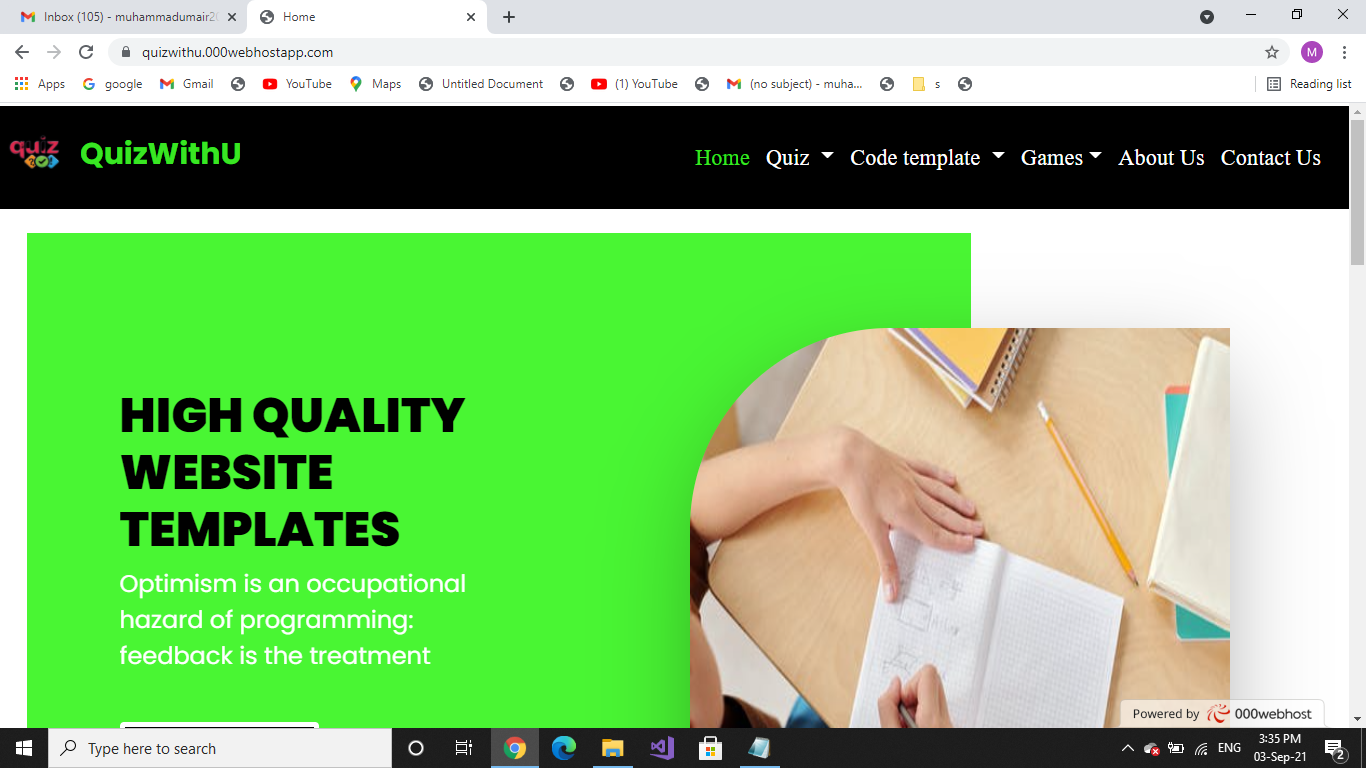 Inbox (105) - muhammadumair20
Home
quizwithu.000webhostapp.com
M
Apps
google
Gmail
YouTube
Maps
Untitled Document
(1) YouTube
(no subject) - muha...
s
Reading list
quiz
QuizWithU
Home
Quiz
Code template
Games
About Us
Contact Us
HIGH QUALITY
WEBSITE
TEMPLATES
Optimism is an occupational
hazard of programming:
feedback is the treatment
Powered by 000webhost
Type here to search
ENG
3:35 PM
03-Sep-21
2